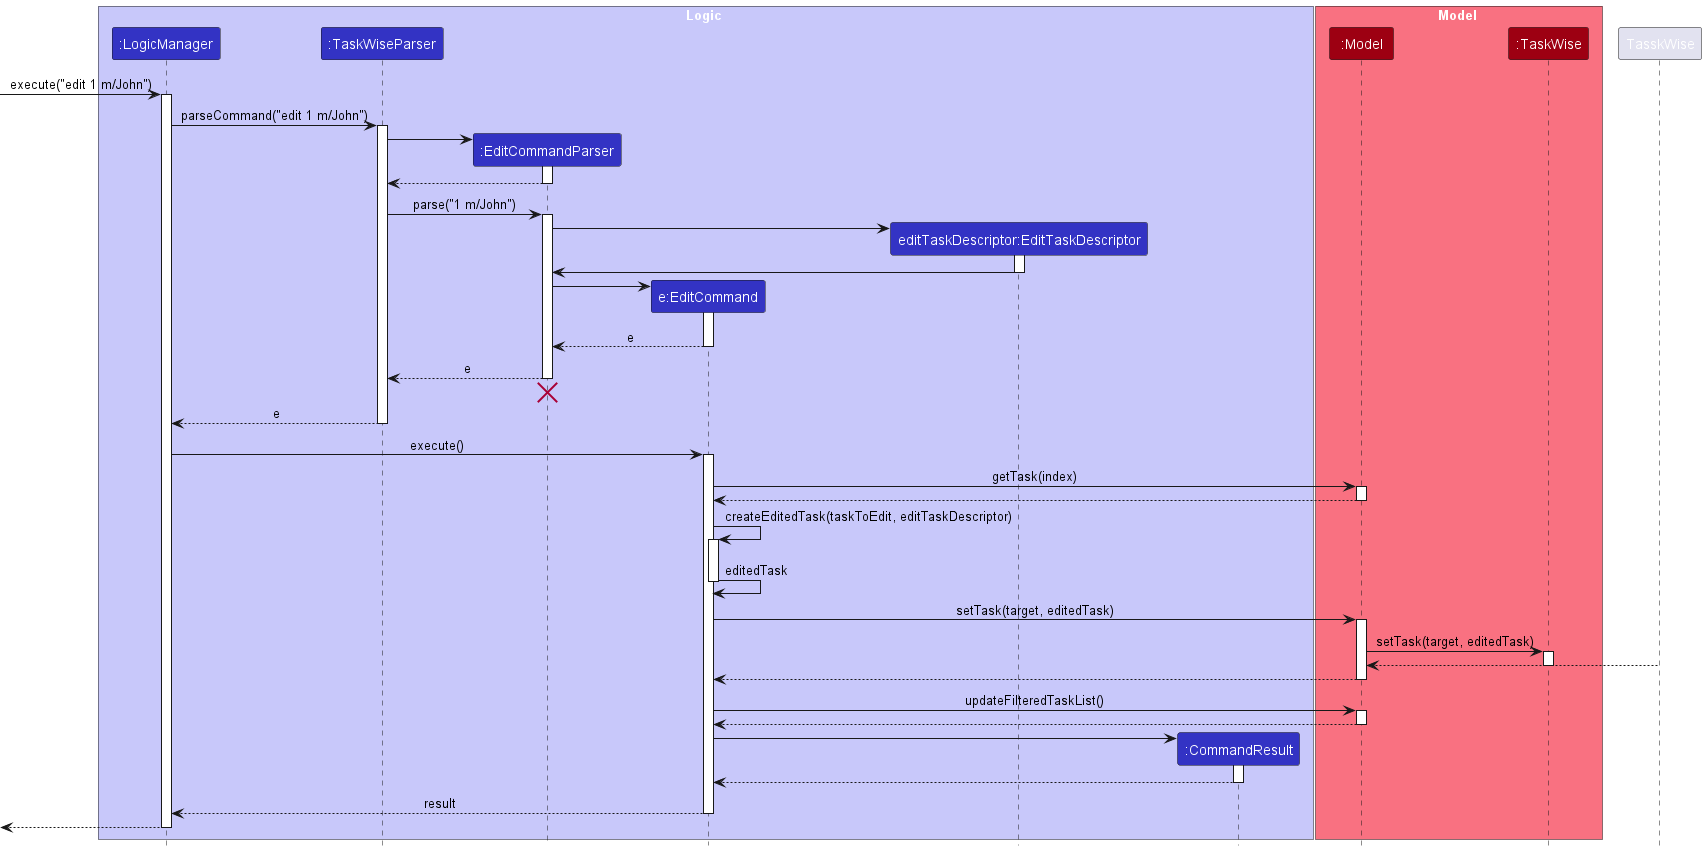 Logic
Model
:LogicManager
:TaskWiseParser
:Model
:TaskWise
TasskWise
execute("edit 1 m/John")
parseCommand("edit 1 m/John")
:EditCommandParser
parse("1 m/John")
editTaskDescriptor:EditTaskDescriptor
e:EditCommand
e
e
e
execute()
getTask(index)
createEditedTask(taskToEdit, editTaskDescriptor)
editedTask
setTask(target, editedTask)
setTask(target, editedTask)
updateFilteredTaskList()
:CommandResult
result